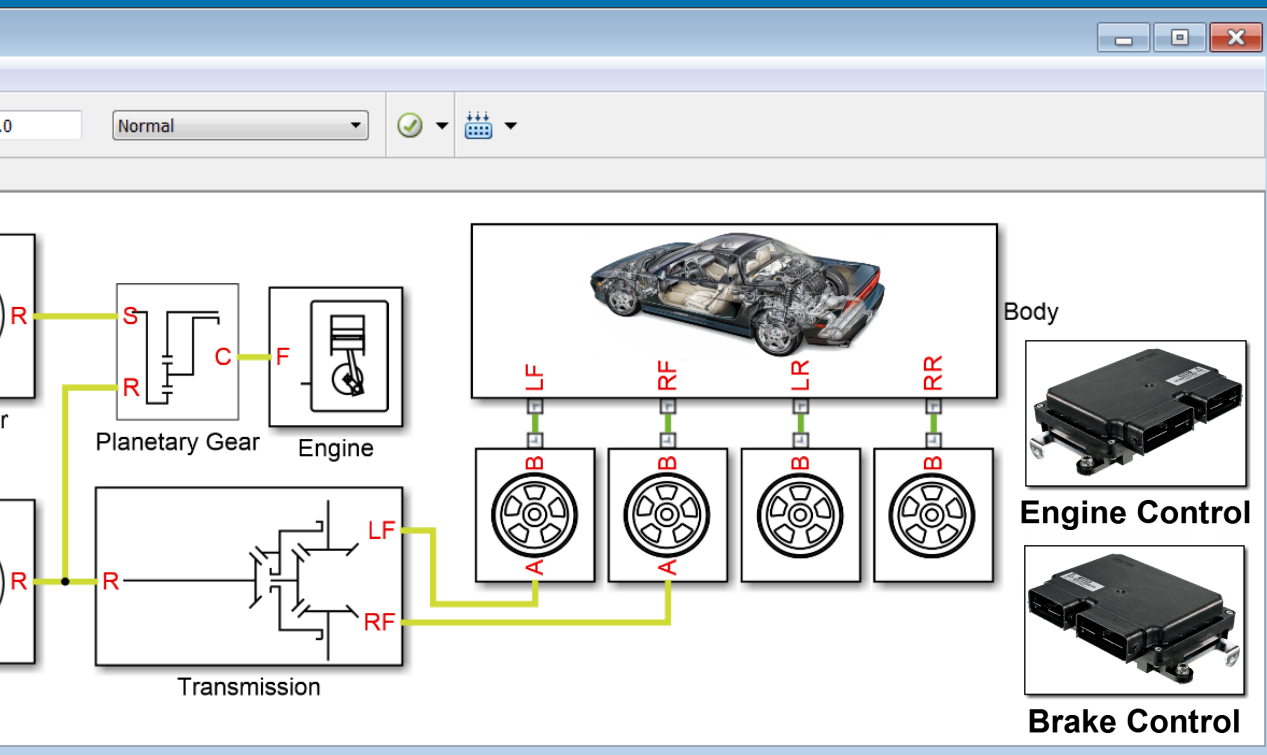 .0
Normal
R
S
C
R
F
r
Planetary Gear
Engine
R
R
LF
RF
Transmission
LF
RF
LR
RR
Body
B
B
B
B
A
A
Engine Control
Brake Control